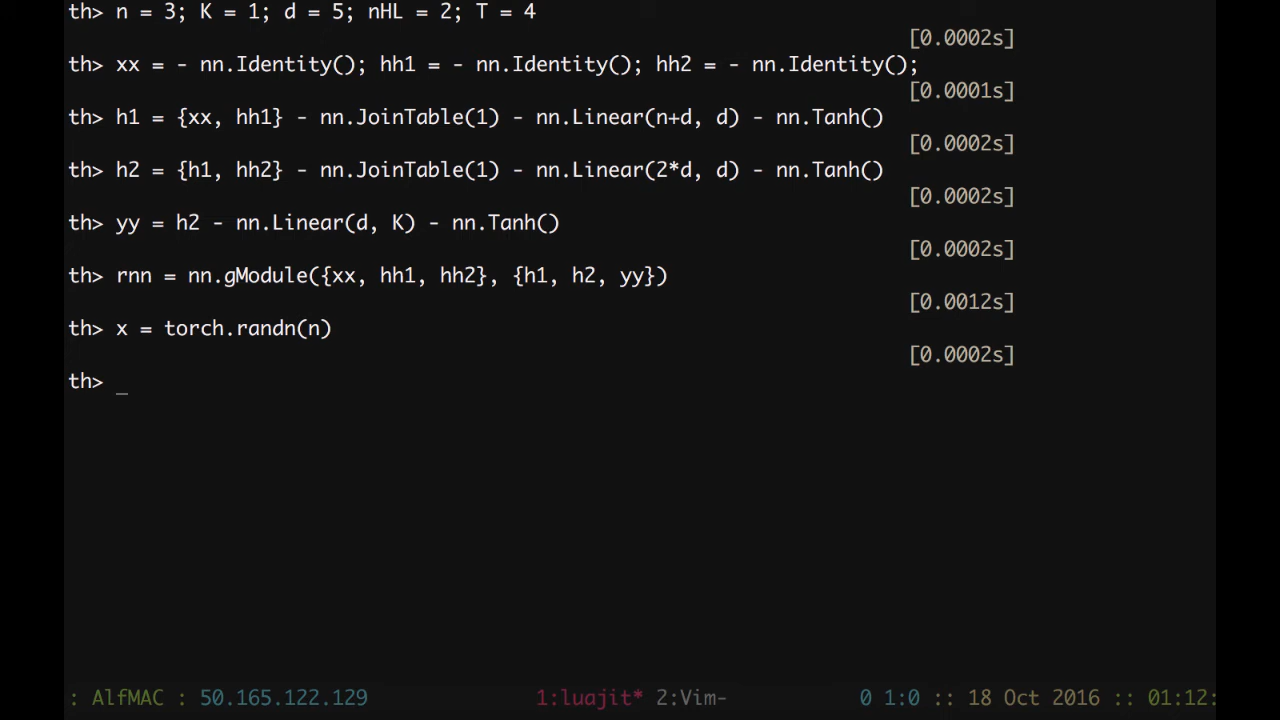 th> n = 3; K = 1; d = 5; nHL = 2; T = 4
[0.0002s]
th> xx = - nn.Identity(); hh1 = - nn.Identity(); hh2 = - nn.Identity();
[0.0001s]
th> h1 = {xx, hh1} - nn.JoinTable(1) - nn.Linear(n+d, d) - nn.Tanh()
[0.0002s]
th> h2 = {h1, hh2} - nn.JoinTable(1) - nn.Linear(2*d, d) - nn.Tanh()
[0.0002s]
th> yy = h2 - nn.Linear(d, K) - nn.Tanh()
[0.0002s]
th> rnn = nn.gModule({xx, hh1, hh2}, {h1, h2, yy})
[0.0012s]
th> x = torch.randn(n)
[0.0002s]
th> _
: AlfMAC : 50.165.122.129 1:luajit* 2:Vim- 0 1:0 :: 18 Oct 2016 :: 01:12: